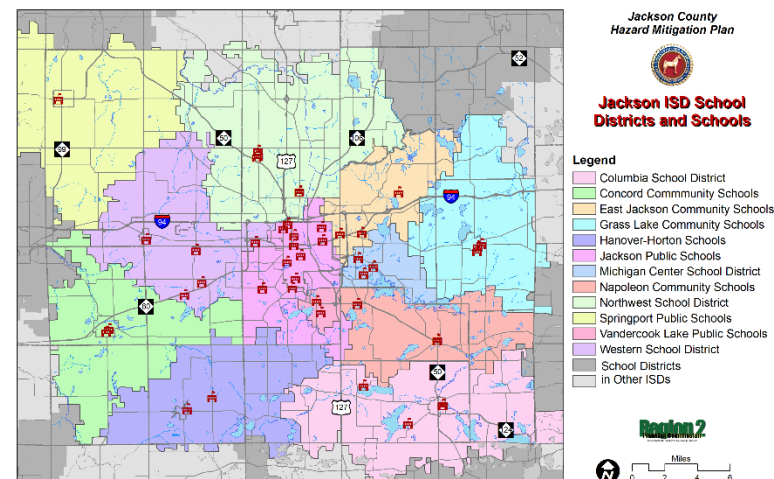 Jackson County
Hazard Mitigation Plan
Jackson ISD School
Districts and Schools
Legend
Columbia School District
Concord Commmunity Schools
East Jackson Community Schools
Grass Lake Community Schools
Hanover-Horton Schools
Jackson Public Schools
Michigan Center School District
Napoleon Community Schools
Northwest School District
Springport Public Schools
Vandercook Lake Public Schools
Western School District
School Districts
in Other ISDs
52
99
50
106
127
94
94
60
50
127
124
Region 2
Miles
0 2 4 6